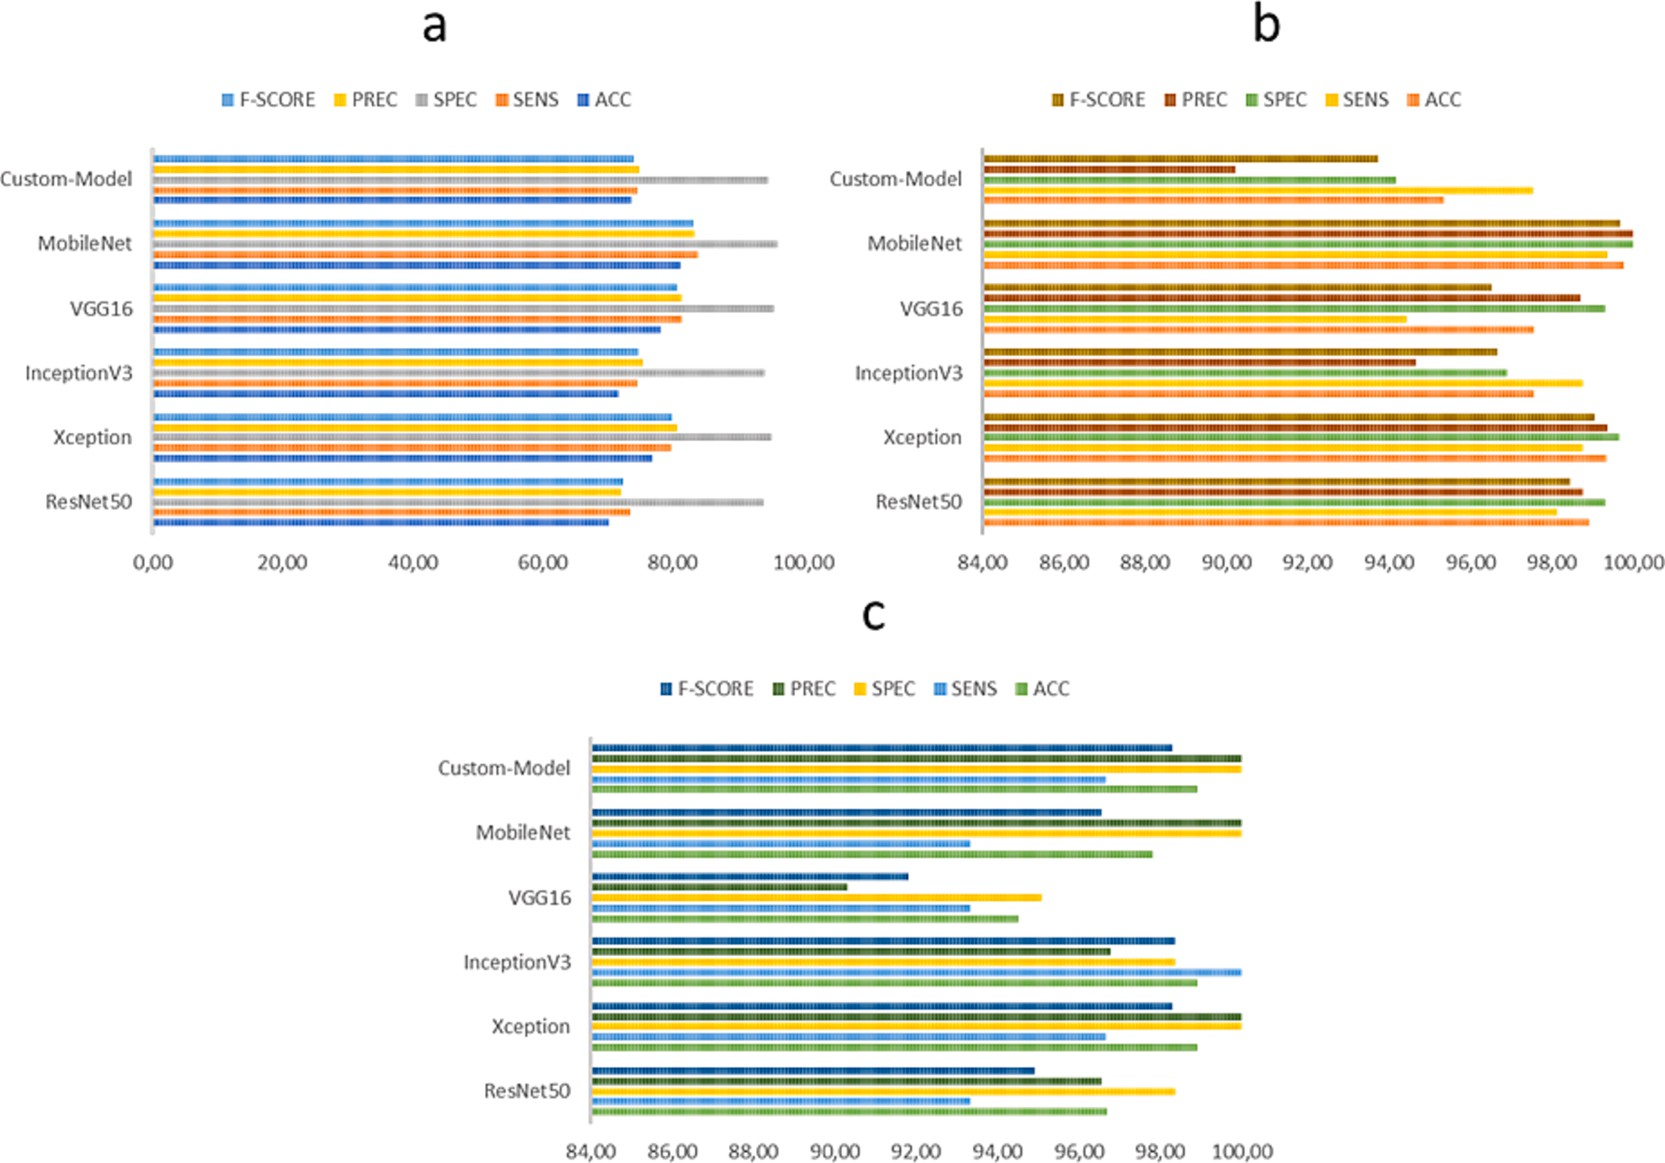 a
F-SCORE PREC SPEC SENS ACC
Custom-Model
MobileNet
VGG16
InceptionV3
Xception
ResNet50
0,00 20,00 40,00 60,00 80,00 100,00
b
F-SCORE PREC SPEC SENS ACC
Custom-Model
MobileNet
VGG16
InceptionV3
Xception
ResNet50
84,00 86,00 88,00 90,00 92,00 94,00 96,00 98,00 100,00
c
F-SCORE PREC SPEC SENS ACC
Custom-Model
MobileNet
VGG16
InceptionV3
Xception
ResNet50
84,00 86,00 88,00 90,00 92,00 94,00 96,00 98,00 100,00